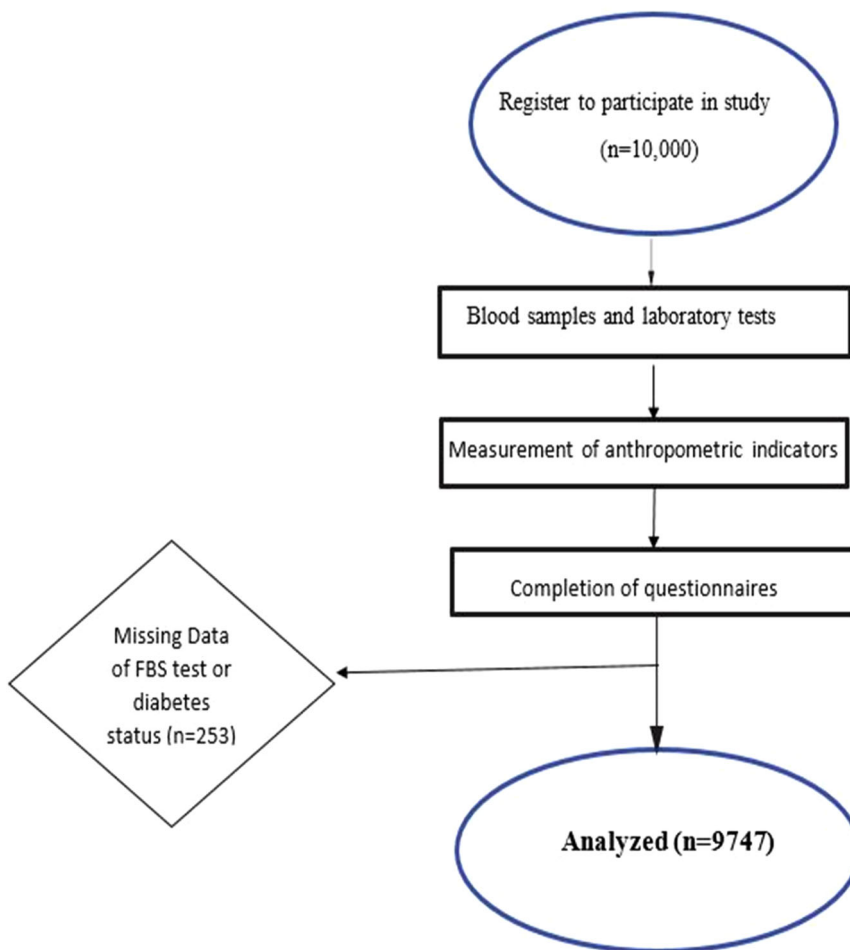 Register to participate in study
(n=10,000)
Blood samples and laboratory tests
Measurement of anthropometric indicators
Completion of questionnaires
Missing Data
of FBS test or
diabetes
status (n=253)
Analyzed (n=9747)